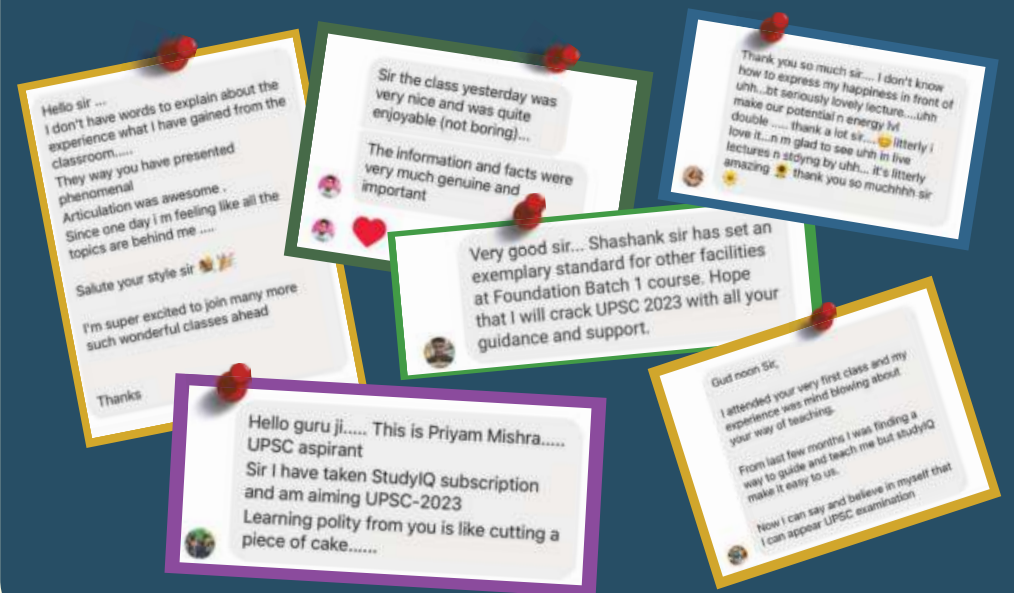 Hello sir ...
I don't have words to explain about the
experience what I have gained from the
classroom.....
They way you have presented
phenomenal
Articulation was awesome .
Since one day i m feeling like all the
topics are behind me ....
Salute your style sir
I'm super excited to join many more
such wonderful classes ahead
Thanks
Sir the class yesterday was
very nice and was quite
enjoyable (not boring)...
The information and facts were
very much genuine and
important
Thank you so much sir.... I don't know
how to express my happiness in front of
uhh...bt seriously lovely lecture....uhh
make our potential n energy lvl
double ..... thank a lot sir.... litterly i
love it...n m glad to see uhh in live
lectures n stdyng by uhh... it's litterly
amazing thank you so muchhhh sir
Very good sir... Shashank sir has set an
exemplary standard for other facilities
at Foundation Batch 1 course. Hope
that I will crack UPSC 2023 with all your
guidance and support.
Hello guru ji..... This is Priyam Mishra.....
UPSC aspirant
Sir I have taken StudyIQ subscription
and am aiming UPSC-2023
Learning polity from you is like cutting a
piece of cake......
Gud noon Sir,
I attended your very first class and my
experience was mind blowing about
your way of teaching.
From last few months I was finding a
way to guide and teach me but studyIQ
make it easy to us.
Now I can say and believe in myself that
I can appear UPSC examination